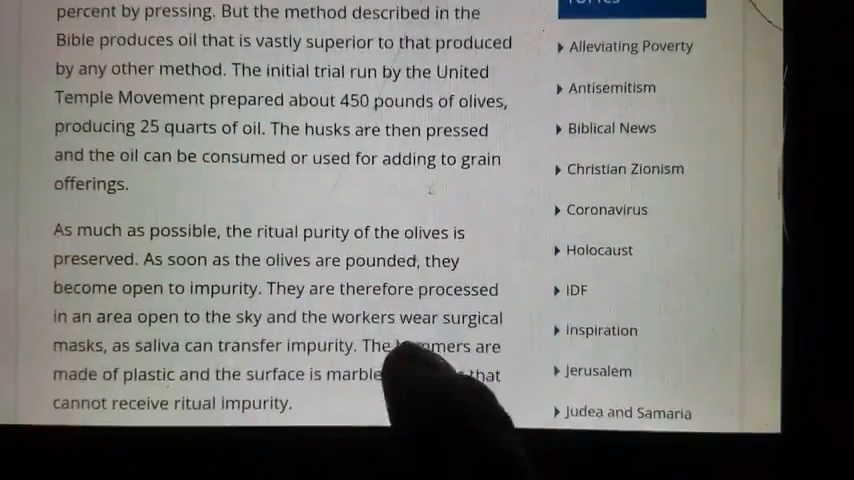 percent by pressing. But the method described in the
Bible produces oil that is vastly superior to that produced
by any other method. The initial trial run by the United
Temple Movement prepared about 450 pounds of olives,
producing 25 quarts of oil. The husks are then pressed
and the oil can be consumed or used for adding to grain
offerings.
As much as possible, the ritual purity of the olives is
preserved. As soon as the olives are pounded, they
become open to impurity. They are therefore processed
in an area open to the sky and the workers wear surgical
masks, as saliva can transfer impurity. The hammers are
made of plastic and the surface is marble that
cannot receive ritual impurity.
Alleviating Poverty
Antisemitism
Biblical News
Christian Zionism
Coronavirus
Holocaust
IDF
Inspiration
Jerusalem
Judea and Samaria